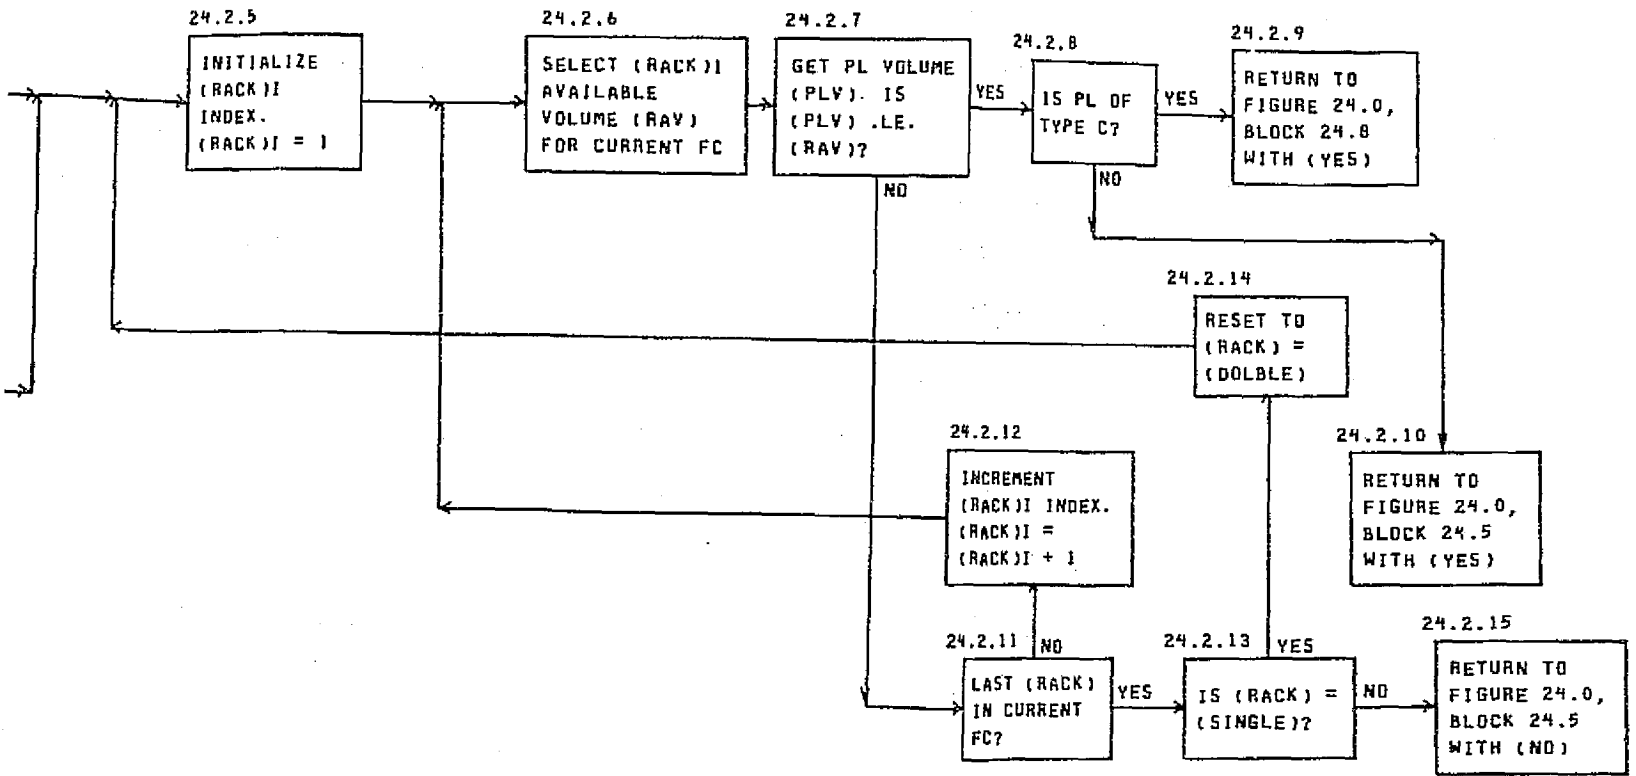 24.2.5
INITIALIZE
(RACK)I
INDEX.
(RACK)I = 1
24.2.6
SELECT (RACK)I
AVAILABLE
VOLUME (RAV)
FOR CURRENT FC
24.2.7
GET PL VOLUME
(PLV). IS
(PLV) .LE.
(RAV)?
YES
NO
24.2.8
IS PL OF
TYPE C?
YES
NO
24.2.9
RETURN TO
FIGURE 24.0,
BLOCK 24.8
WITH (YES)
24.2.14
RESET TO
(RACK) =
(DOLBLE)
24.2.12
INCREMENT
(RACK)I INDEX.
(RACK)I =
(RACK)I + 1
24.2.10
RETURN TO
FIGURE 24.0,
BLOCK 24.5
WITH (YES)
24.2.11
NO
LAST (RACK)
IN CURRENT
FC?
YES
24.2.13
YES
IS (RACK) =
(SINGLE)?
NO
24.2.15
RETURN TO
FIGURE 24.0,
BLOCK 24.5
WITH (NO)